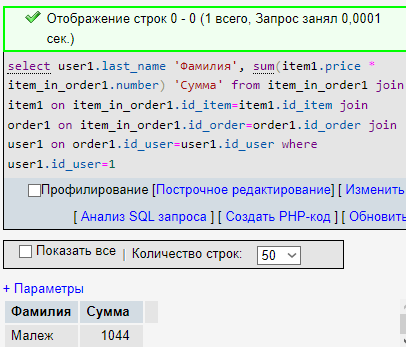 Отображение строк 0 - 0 (1 всего, Запрос занял 0,0001
сек.)
select user1.last_name 'Фамилия', sum(item1.price *
item_in_order1.number) 'Сумма' from item_in_order1 join
item1 on item_in_order1.id_item=item1.id_item join
order1 on item_in_order1.id_order=order1.id_order join
user1 on order1.id_user=user1.id_user where
user1.id_user=1
Профилирование [Построчное редактирование] [ Изменить
[ Анализ SQL запроса ] [ Создать PHP-код ] [ Обновить
Показать все | Количество строк: 50
+ Параметры
Фамилия Сумма
Малеж 1044